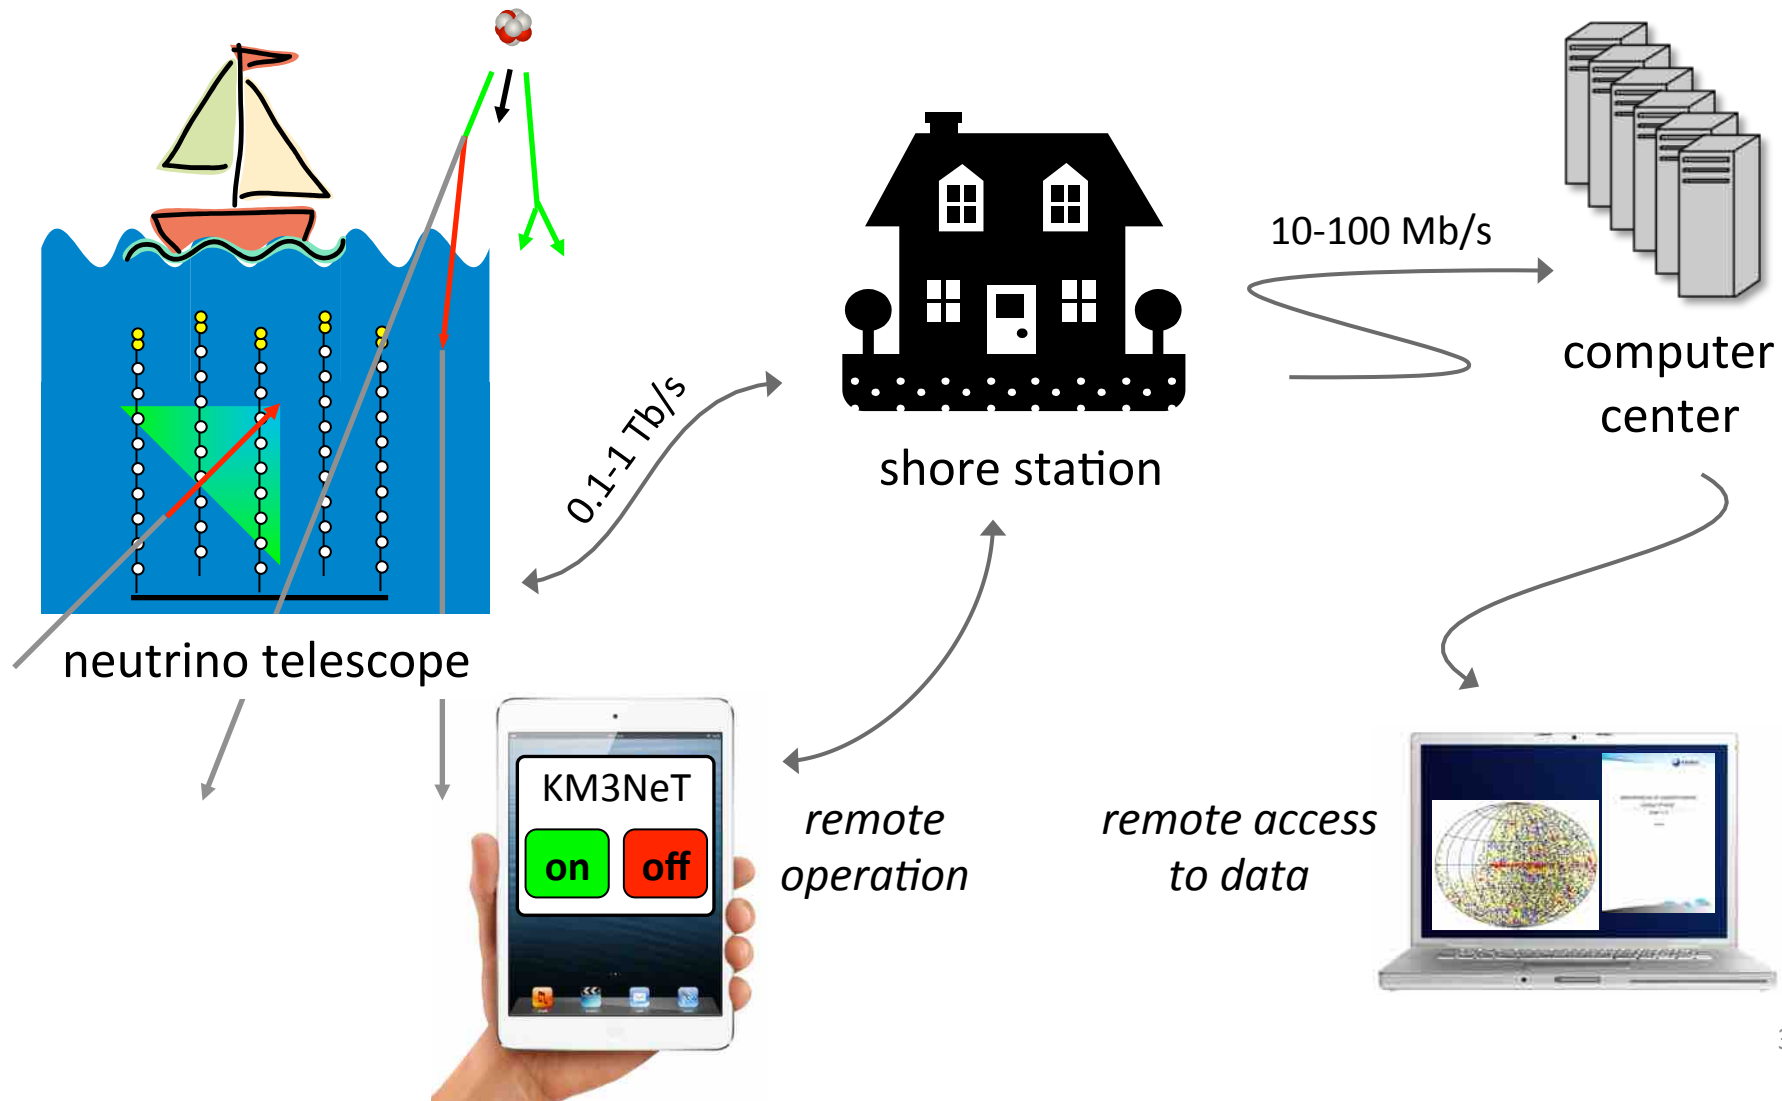 10-100 Mb/s
computer
center
0.1-1 Tb/s
shore station
neutrino telescope
KM3NeT
on
off
remote
operation
remote access
to data